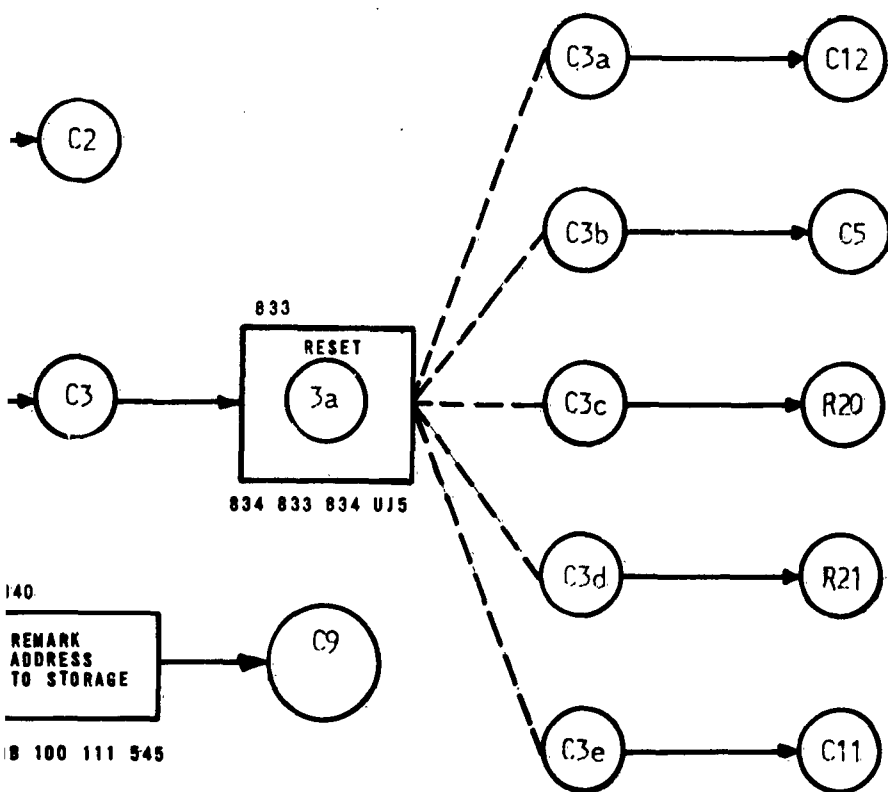 C3a
C12
C2
C3b
C5
833
RESET
C3
3a
C3c
R20
834 833 834 UJ5
C3d
R21
40
REMARK
ADDRESS
TO STORAGE
C9
100 111 545
C3e
C11